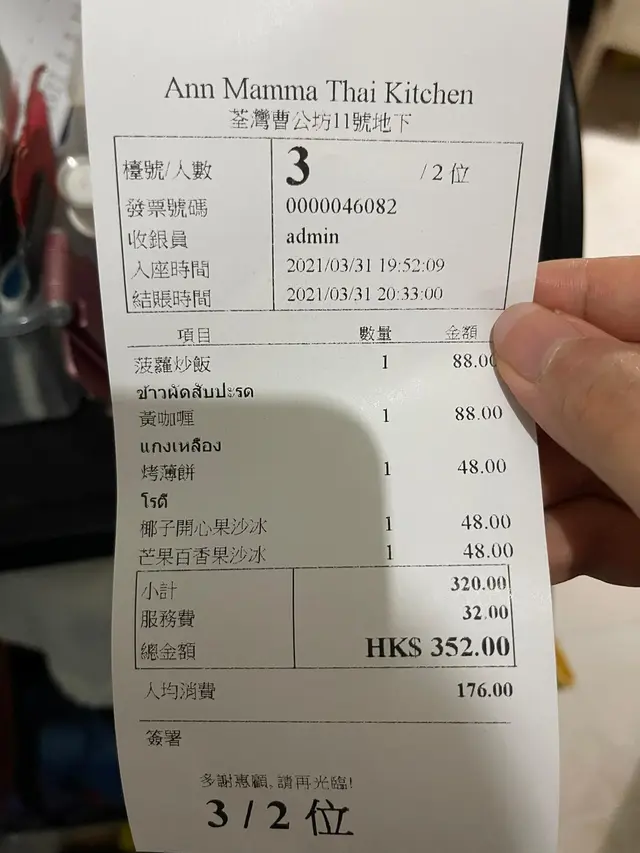 Ann Mamma Thai Kitchen
荃灣曹公坊11號地下
檯號/人數 3 / 2 位
發票號碼 0000046082
收銀員 admin
入座時間 2021/03/31 19:52:09
結賬時間 2021/03/31 20:33:00
項目 數量 金額
菠蘿炒飯 1 88.00
ข้าวผัดสับปะรด
黃咖喱 1 88.00
แกงเหลือง
烤薄餅 1 48.00
โรตี
椰子開心果沙冰 1 48.00
芒果百香果沙冰 1 48.00
小計 320.00
服務費 32.00
總金額 HK$ 352.00
人均消費 176.00
簽署
多謝惠顧, 請再光臨!
3 / 2 位